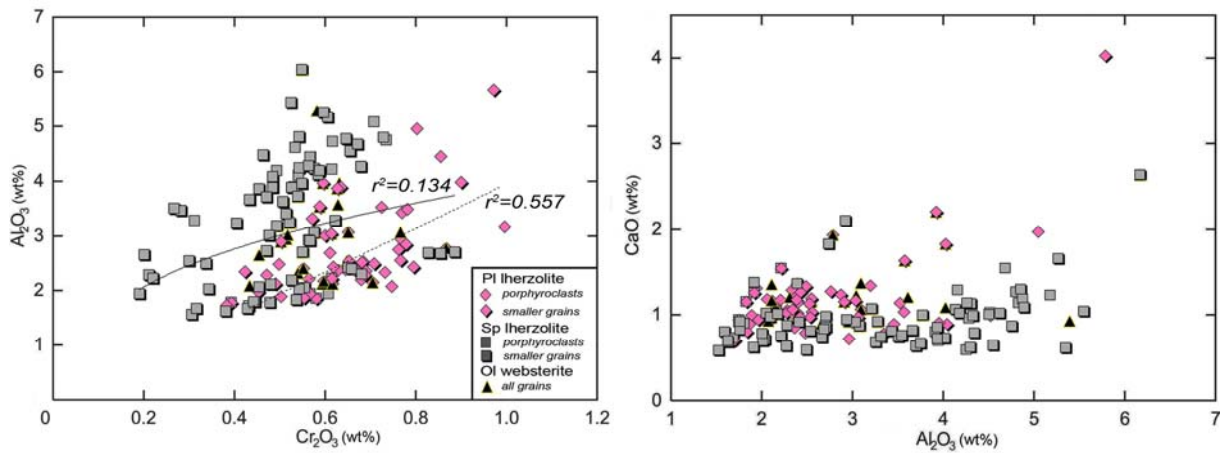 7
6
5
4
3
2
1
0
0.2
0.4
0.6
0.8
1.0
1.2
Al2O3 (wt%)
Cr2O3 (wt%)
r²=0.134
r²=0.557
Pl lherzolite
porphyroclasts
smaller grains
Sp lherzolite
porphyroclasts
smaller grains
Ol websterite
all grains
4
3
2
1
0
1
2
3
4
5
6
7
CaO (wt%)
Al2O3 (wt%)